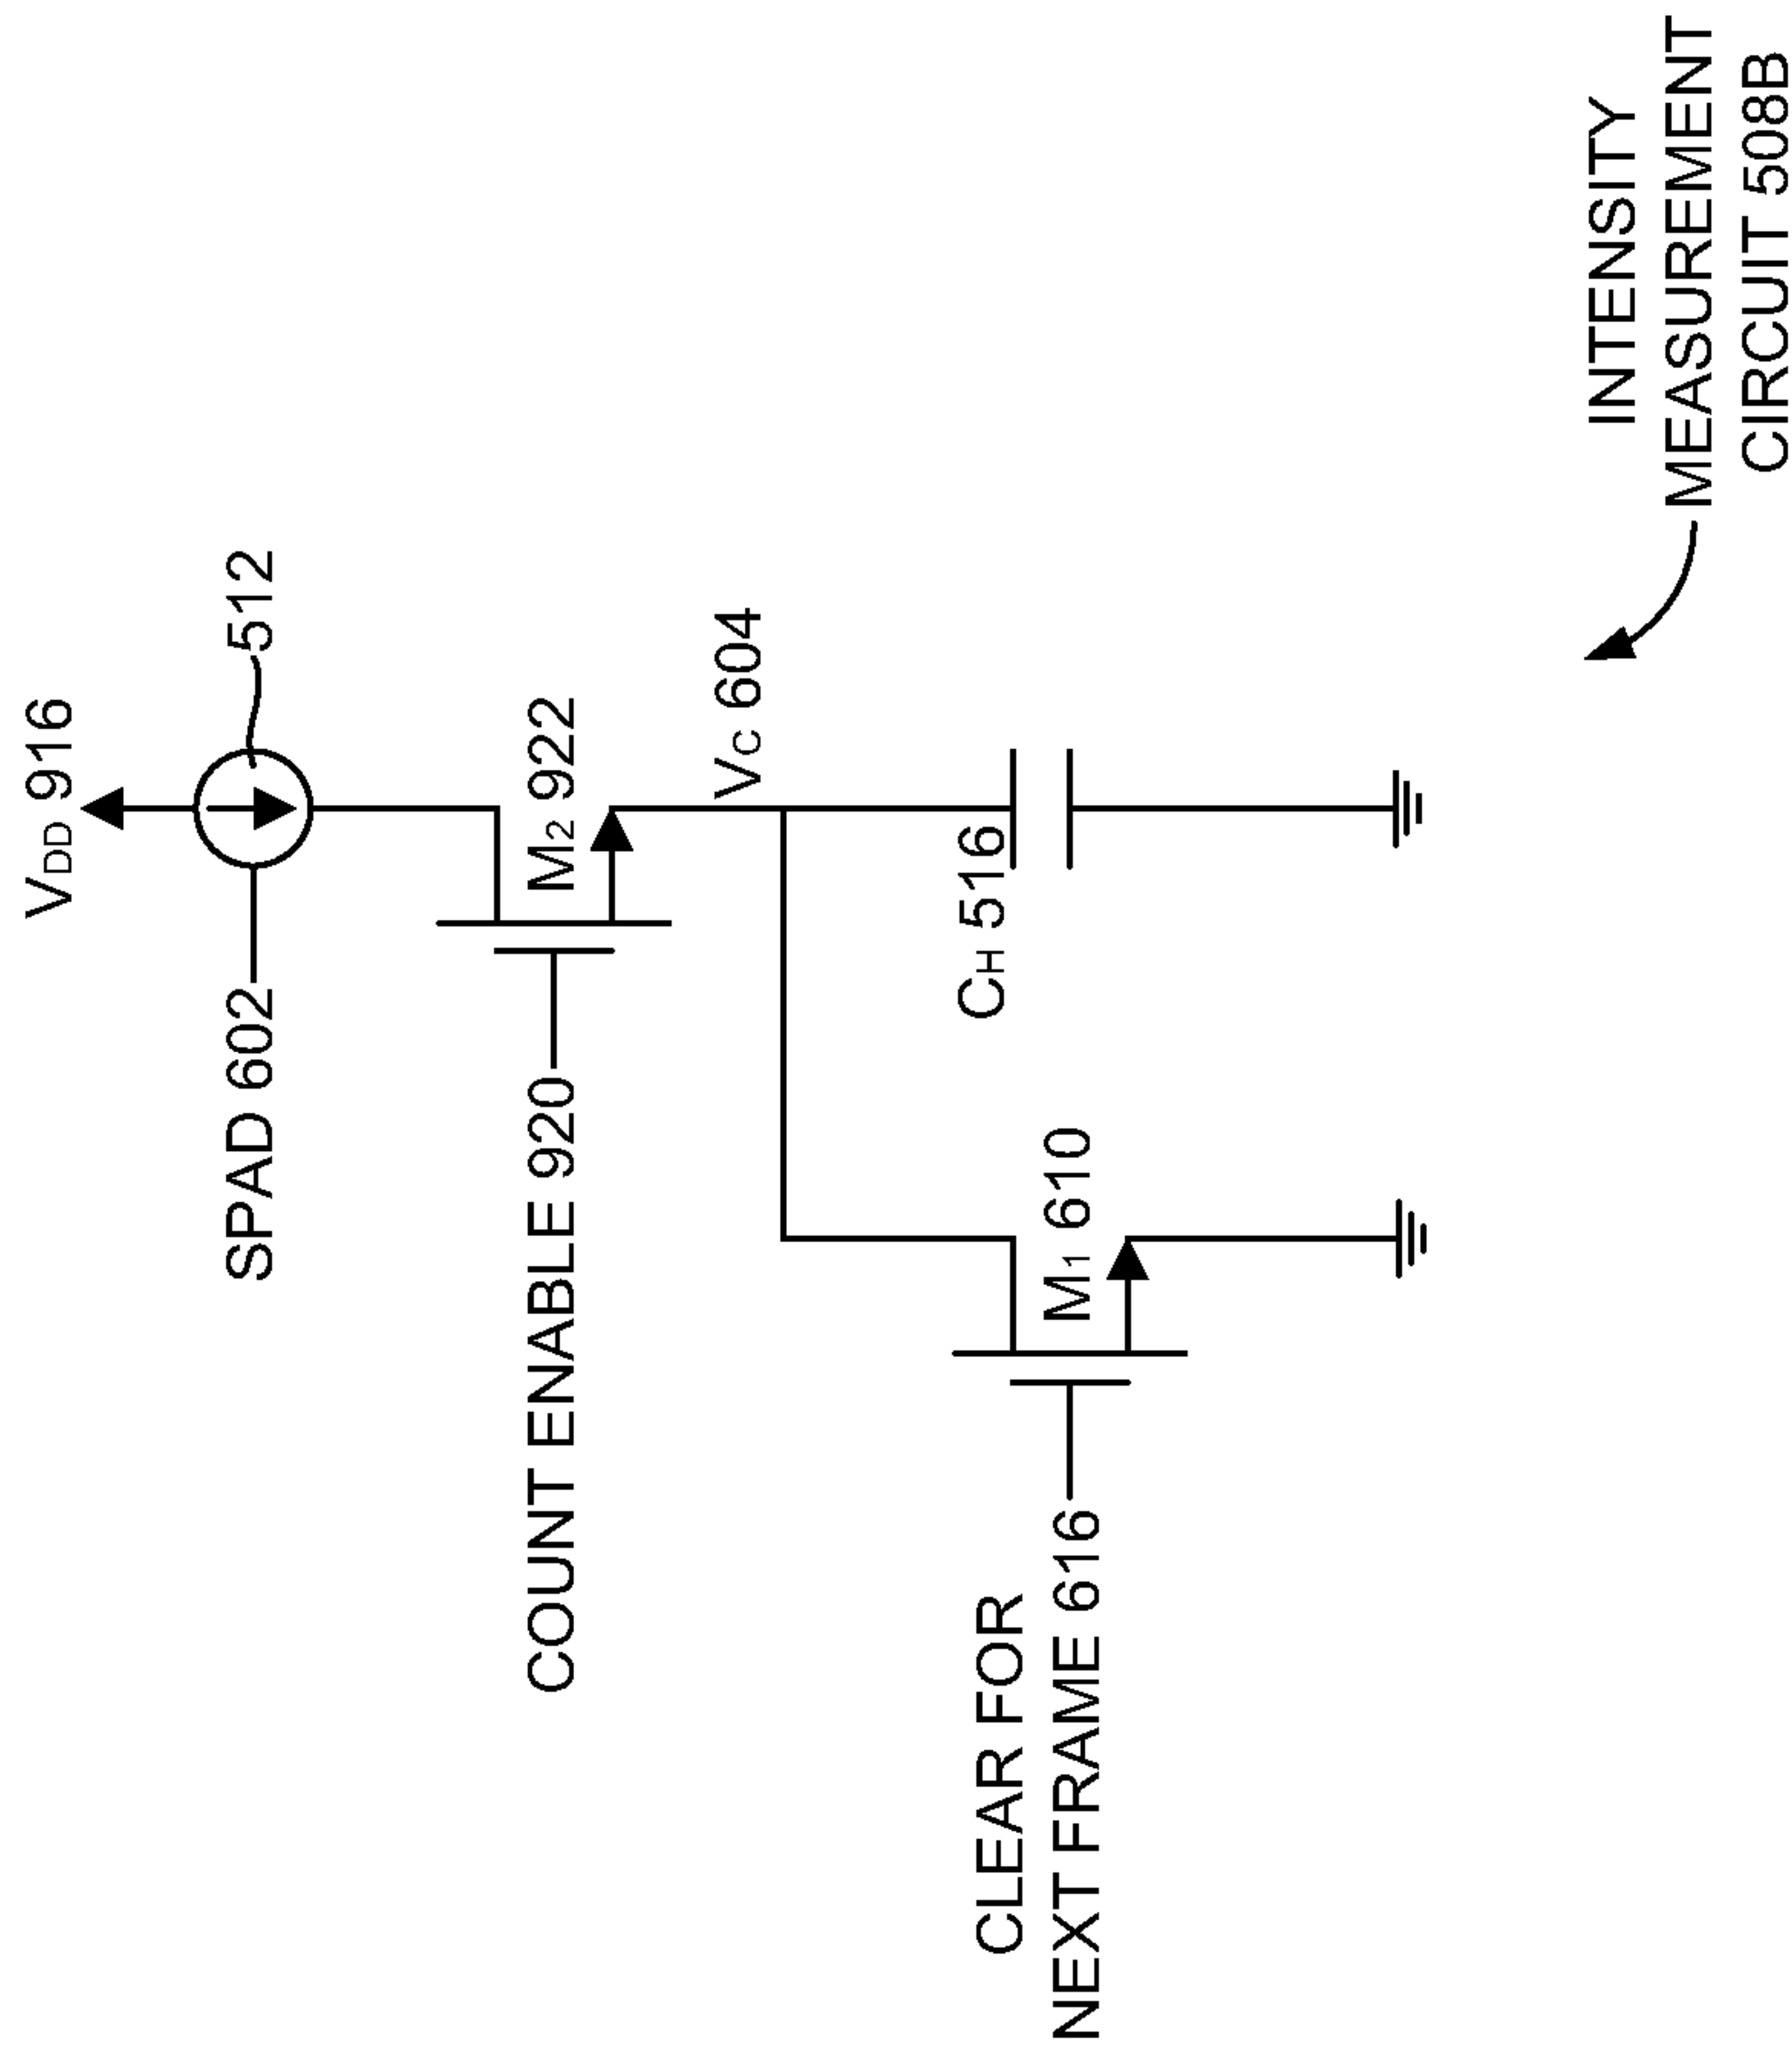 VDD 916
SPAD 602
512
COUNT ENABLE 920
M2 922
VC 604
CH 516
CLEAR FOR
NEXT FRAME 616
M1 610
INTENSITY
MEASUREMENT
CIRCUIT 508B